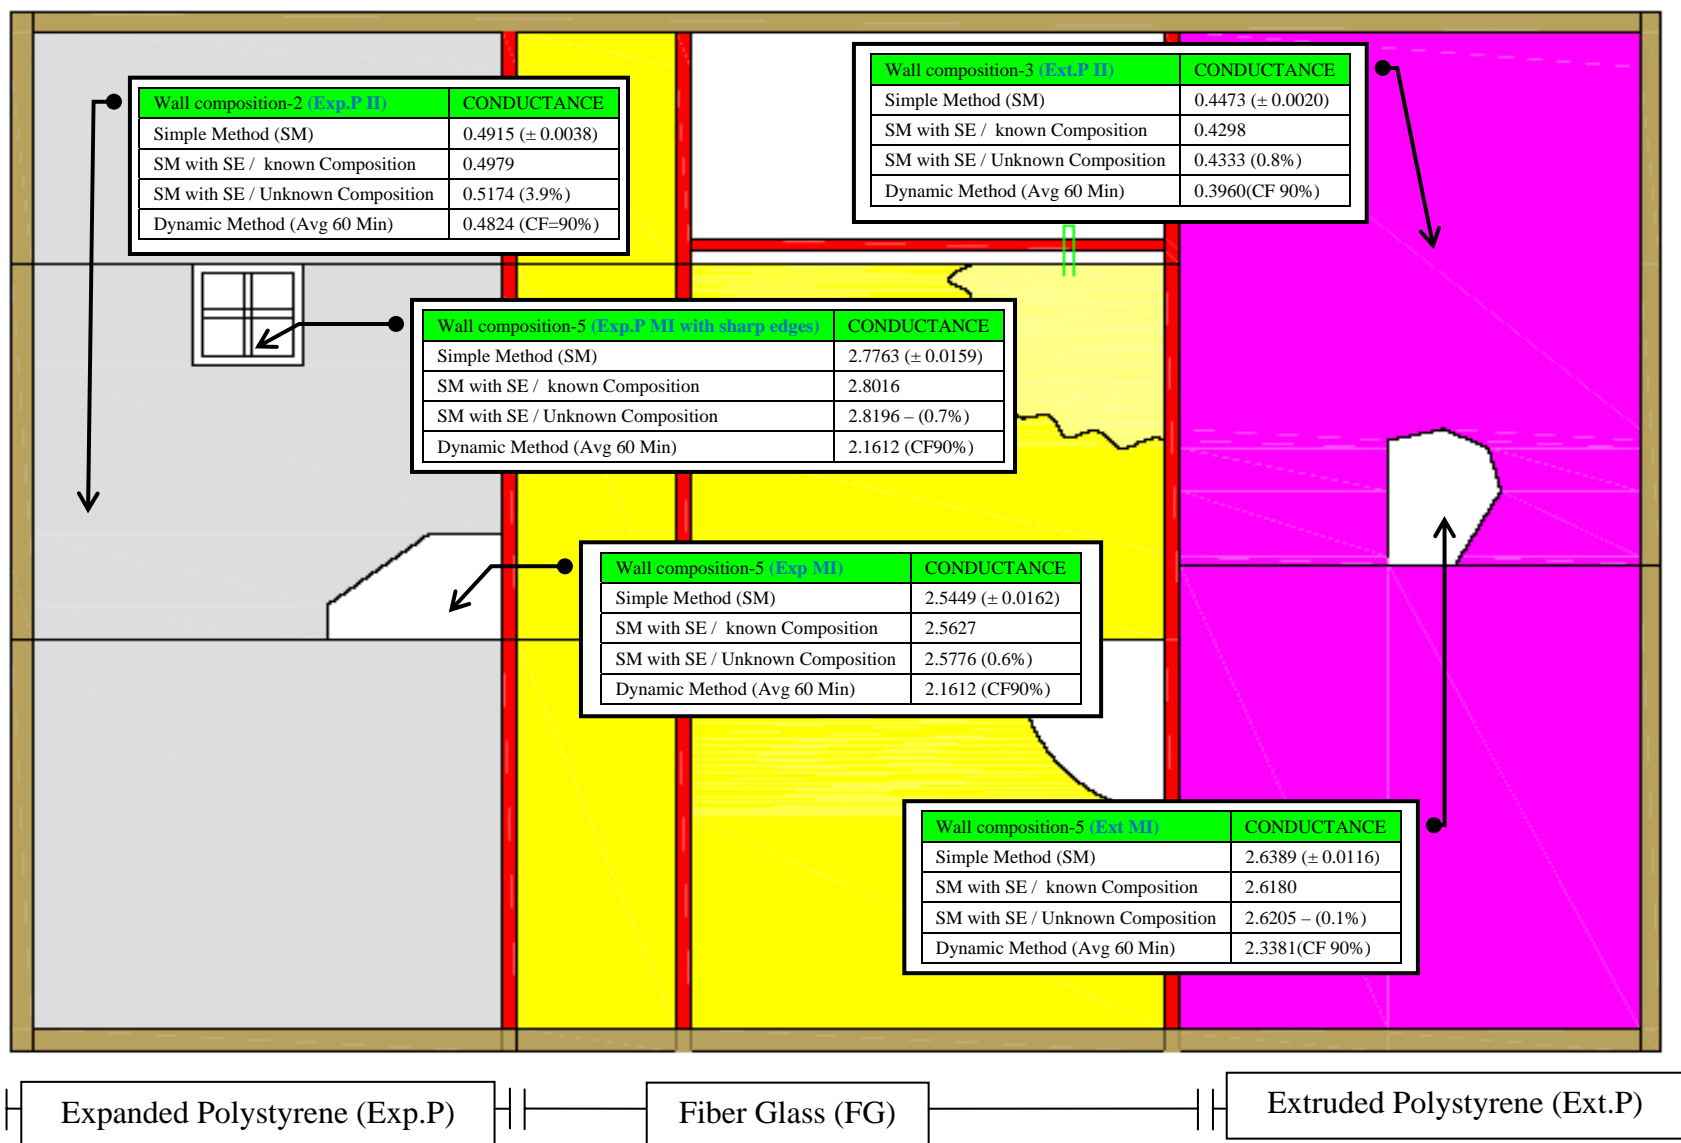 Wall composition-2 (Exp.P II) CONDUCTANCE
Simple Method (SM) 0.4915 (± 0.0038)
SM with SE / known Composition 0.4979
SM with SE / Unknown Composition 0.5174 (3.9%)
Dynamic Method (Avg 60 Min) 0.4824 (CF=90%)
Wall composition-3 (Ext.P II) CONDUCTANCE
Simple Method (SM) 0.4473 (± 0.0020)
SM with SE / known Composition 0.4298
SM with SE / Unknown Composition 0.4333 (0.8%)
Dynamic Method (Avg 60 Min) 0.3960(CF 90%)
Wall composition-5 (Exp.P MI with sharp edges) CONDUCTANCE
Simple Method (SM) 2.7763 (± 0.0159)
SM with SE / known Composition 2.8016
SM with SE / Unknown Composition 2.8196 – (0.7%)
Dynamic Method (Avg 60 Min) 2.1612 (CF90%)
Wall composition-5 (Exp MI) CONDUCTANCE
Simple Method (SM) 2.5449 (± 0.0162)
SM with SE / known Composition 2.5627
SM with SE / Unknown Composition 2.5776 (0.6%)
Dynamic Method (Avg 60 Min) 2.1612 (CF90%)
Wall composition-5 (Ext MI) CONDUCTANCE
Simple Method (SM) 2.6389 (± 0.0116)
SM with SE / known Composition 2.6180
SM with SE / Unknown Composition 2.6205 – (0.1%)
Dynamic Method (Avg 60 Min) 2.3381(CF 90%)
Expanded Polystyrene (Exp.P)
Fiber Glass (FG)
Extruded Polystyrene (Ext.P)